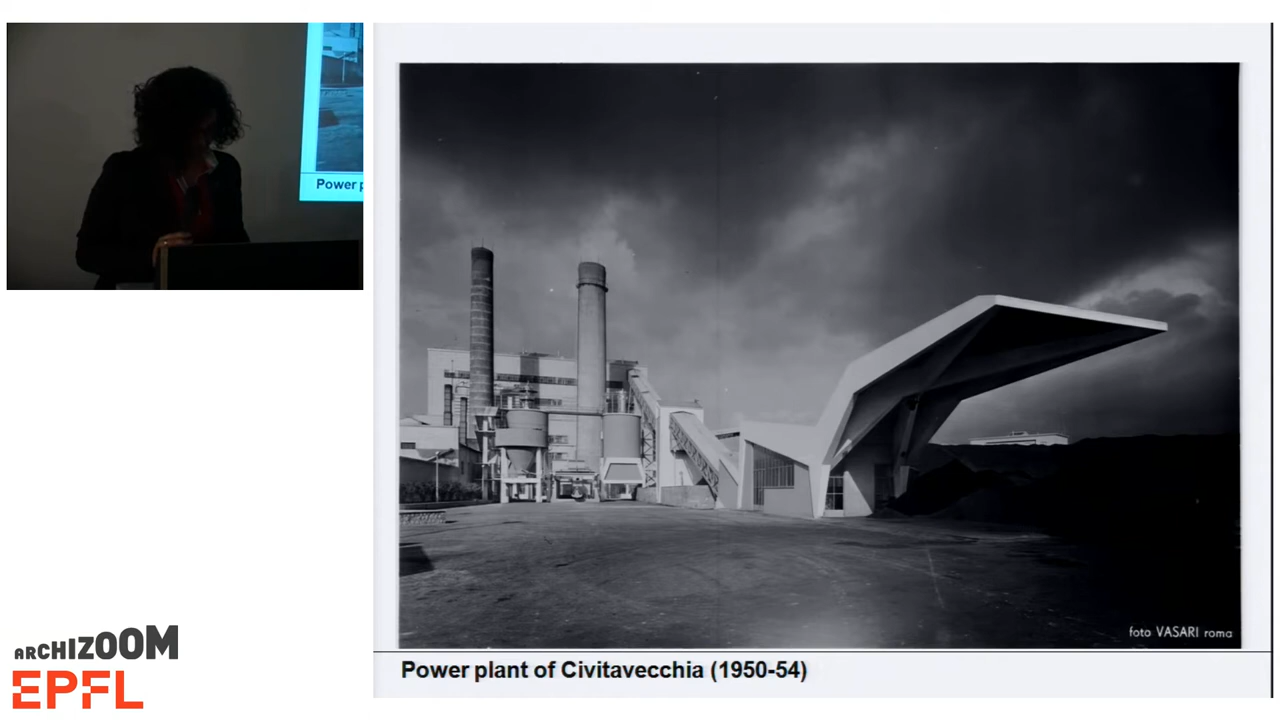 Power p
foto VASARI roma
Power plant of Civitavecchia (1950-54)
ARCHIZOOM
EPFL